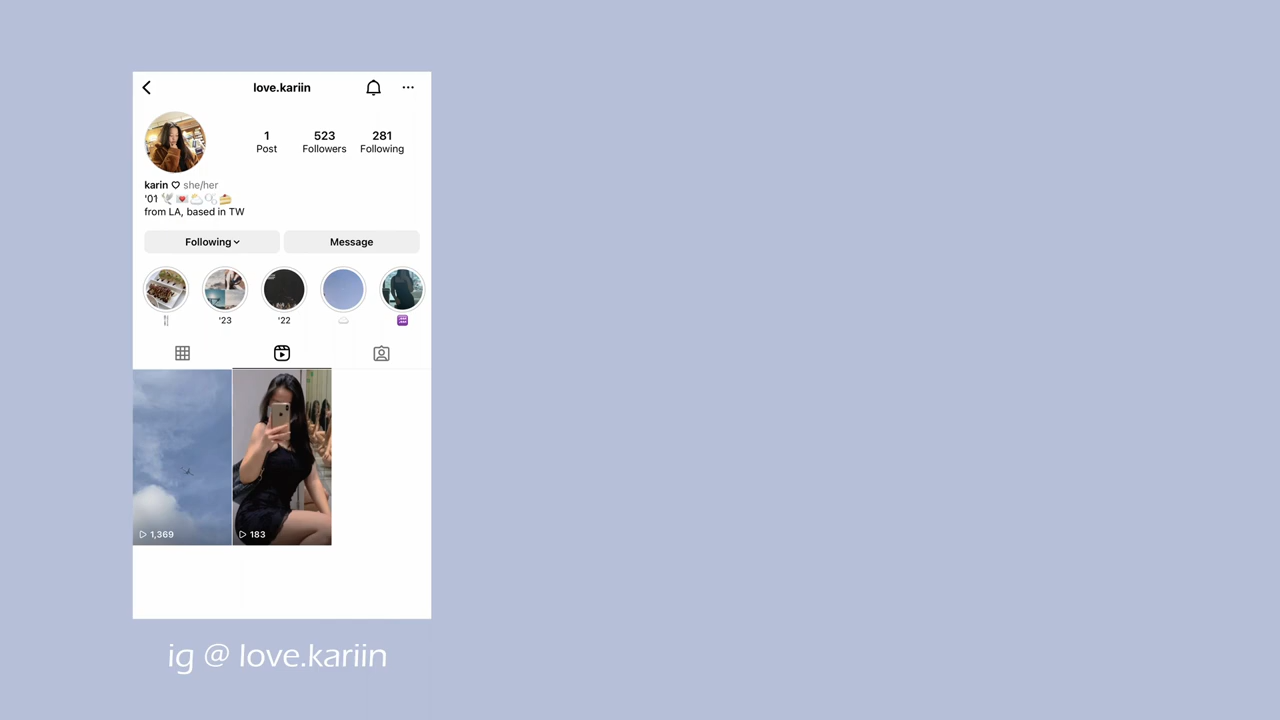 love.kariin
1 523 281
Post Followers Following
karin ♡ she/her
'01 🕊️💌🌥️🩺🍰
from LA, based in TW
Following Message
🍴 '23 '22 ☁️ ♒
1,369 183
ig @ love.kariin